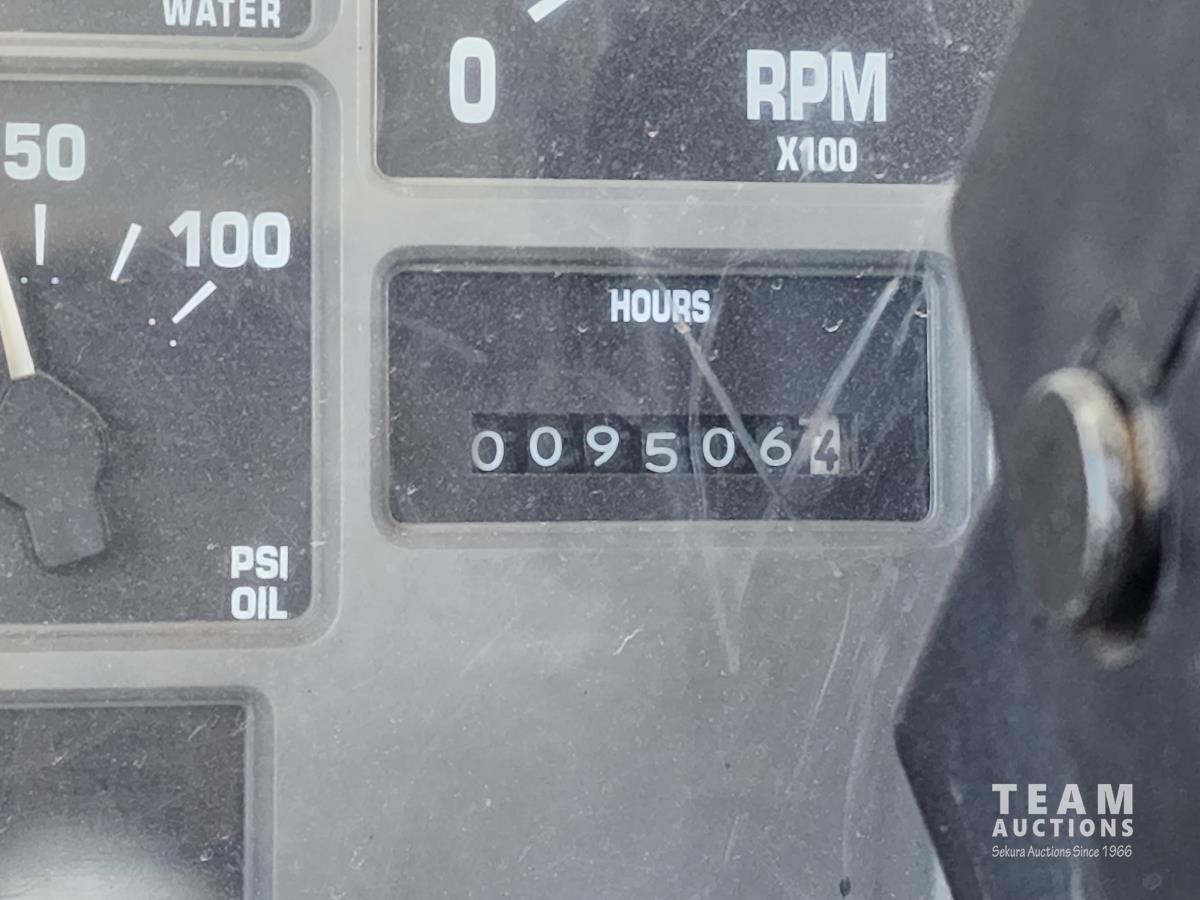 WATER
50
100
PSI
OIL
0
RPM
X100
HOURS
0095064
TEAM
AUCTIONS
Sekura Auctions Since 1966